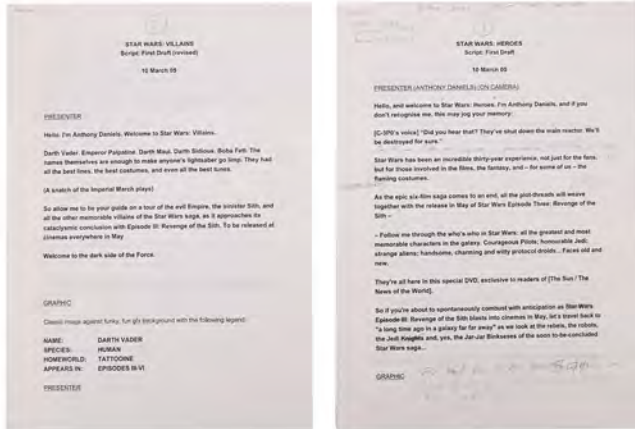 STAR WARS: VILLAINS
Script: First Draft (revised)
10 March 05
PRESENTER
Hello. I'm Anthony Daniels. Welcome to Star Wars: Villains.
Darth Vader. Emperor Palpatine. Darth Maul. Darth Sidious. Boba Fett. The
names themselves are enough to make anyone's lightsaber go limp. They had
all the best lines, the best costumes, and even all the best tunes.
(A snatch of the Imperial March plays)
So allow me to be your guide on a tour of the evil Empire, the sinister Sith, and
all the other memorable villains of the Star Wars saga, as it approaches its
cataclysmic conclusion with Episode III: Revenge of the Sith. To be released at
cinemas everywhere in May
Welcome to the dark side of the Force.
GRAPHIC
Classic image against funky, fun gfx background with the following legend:
NAME: DARTH VADER
SPECIES: HUMAN
HOMEWORLD: TATTOOINE
APPEARS IN: EPISODES III-VI
PRESENTER
STAR WARS: HEROES
Script: First Draft
10 March 05
PRESENTER (ANTHONY DANIELS) (ON CAMERA)
Hello, and welcome to Star Wars: Heroes. I'm Anthony Daniels, and if you
don't recognise me, this may jog your memory:
[C-3P0's voice] "Did you hear that? They've shut down the main reactor. We'll
be destroyed for sure."
Star Wars has been an incredible thirty-year experience, not just for the fans,
but for those involved in the films, the fantasy, and – for some of us – the
flaming costumes.
As the epic six-film saga comes to an end, all the plot-threads will weave
together with the release in May of Star Wars Episode Three: Revenge of the
Sith –
– Follow me through the who's who in Star Wars: all the greatest and most
memorable characters in the galaxy. Courageous Pilots; honourable Jedi;
strange aliens; handsome, charming and witty protocol droids... Faces old and
new.
They're all here in this special DVD, exclusive to readers of [The Sun / The
News of the World].
So if you're about to spontaneously combust with anticipation as Star Wars
Episode III: Revenge of the Sith blasts into cinemas in May, let's travel back to
"a long time ago in a galaxy far far away" as we look at the rebels, the robots,
the Jedi Knights and, yes, the Jar-Jar Binkseses of the soon-to-be-concluded
Star Wars saga...
GRAPHIC